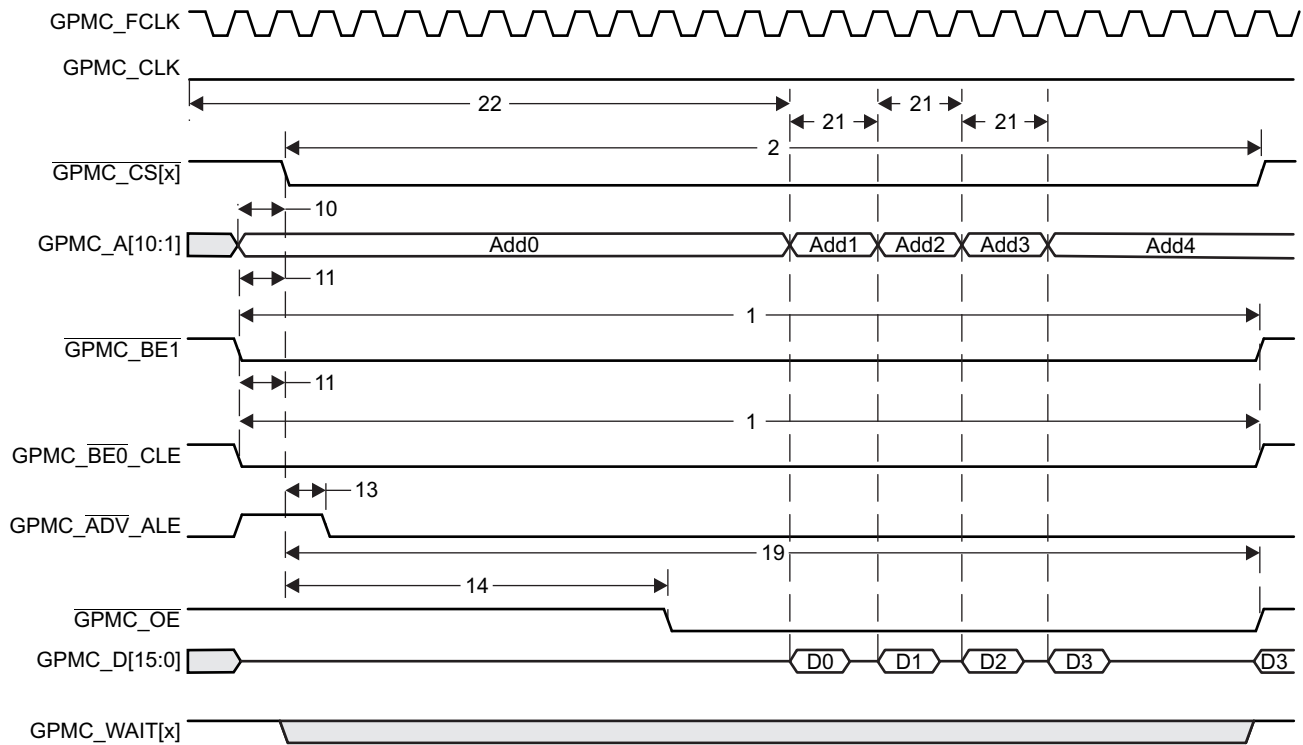 GPMC_FCLK
GPMC_CLK
22
21
21
21
2
GPMC_CS[x]
10
GPMC_A[10:1]
Add0
Add1
Add2
Add3
Add4
11
1
GPMC_BE1
11
1
GPMC_BE0_CLE
13
GPMC_ADV_ALE
19
14
GPMC_OE
GPMC_D[15:0]
D0
D1
D2
D3
D3
GPMC_WAIT[x]